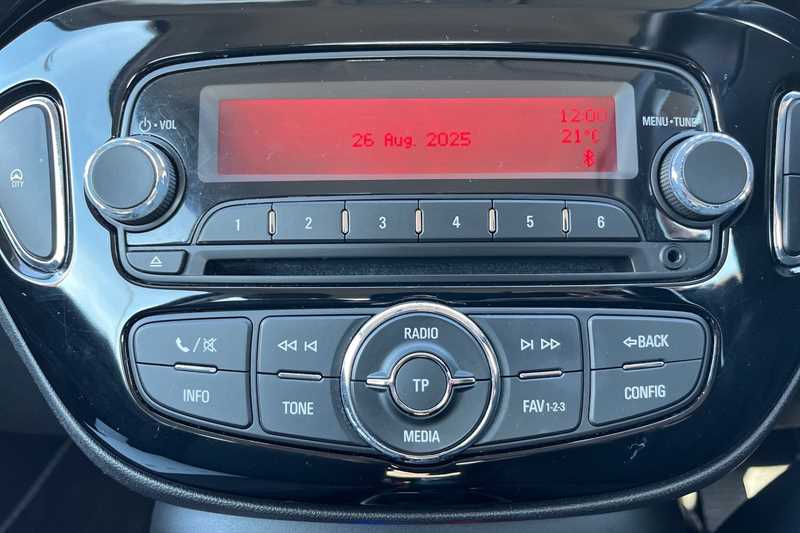 12:00
VOL
MENU • TUNE
26 Aug. 2025
21°C
CITY
1 2 3 4 5 6
RADIO
BACK
TP
INFO
TONE
FAV 1-2-3
CONFIG
MEDIA